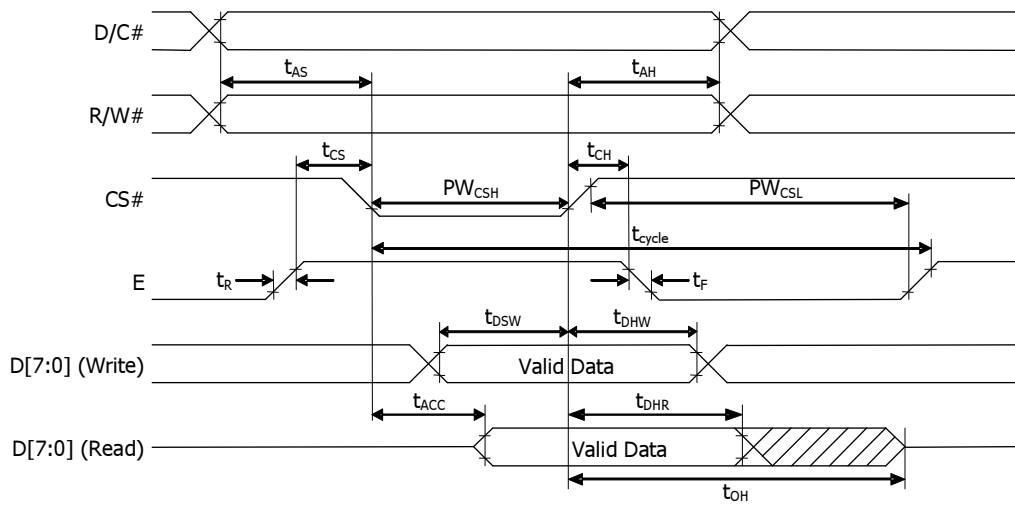 D/C#
tAS
tAH
R/W#
tCS
tCH
CS#
PWCSH
PWCSL
tcycle
E
tR
tF
tDSW
tDHW
D[7:0] (Write)
Valid Data
tACC
tDHR
D[7:0] (Read)
Valid Data
tOH